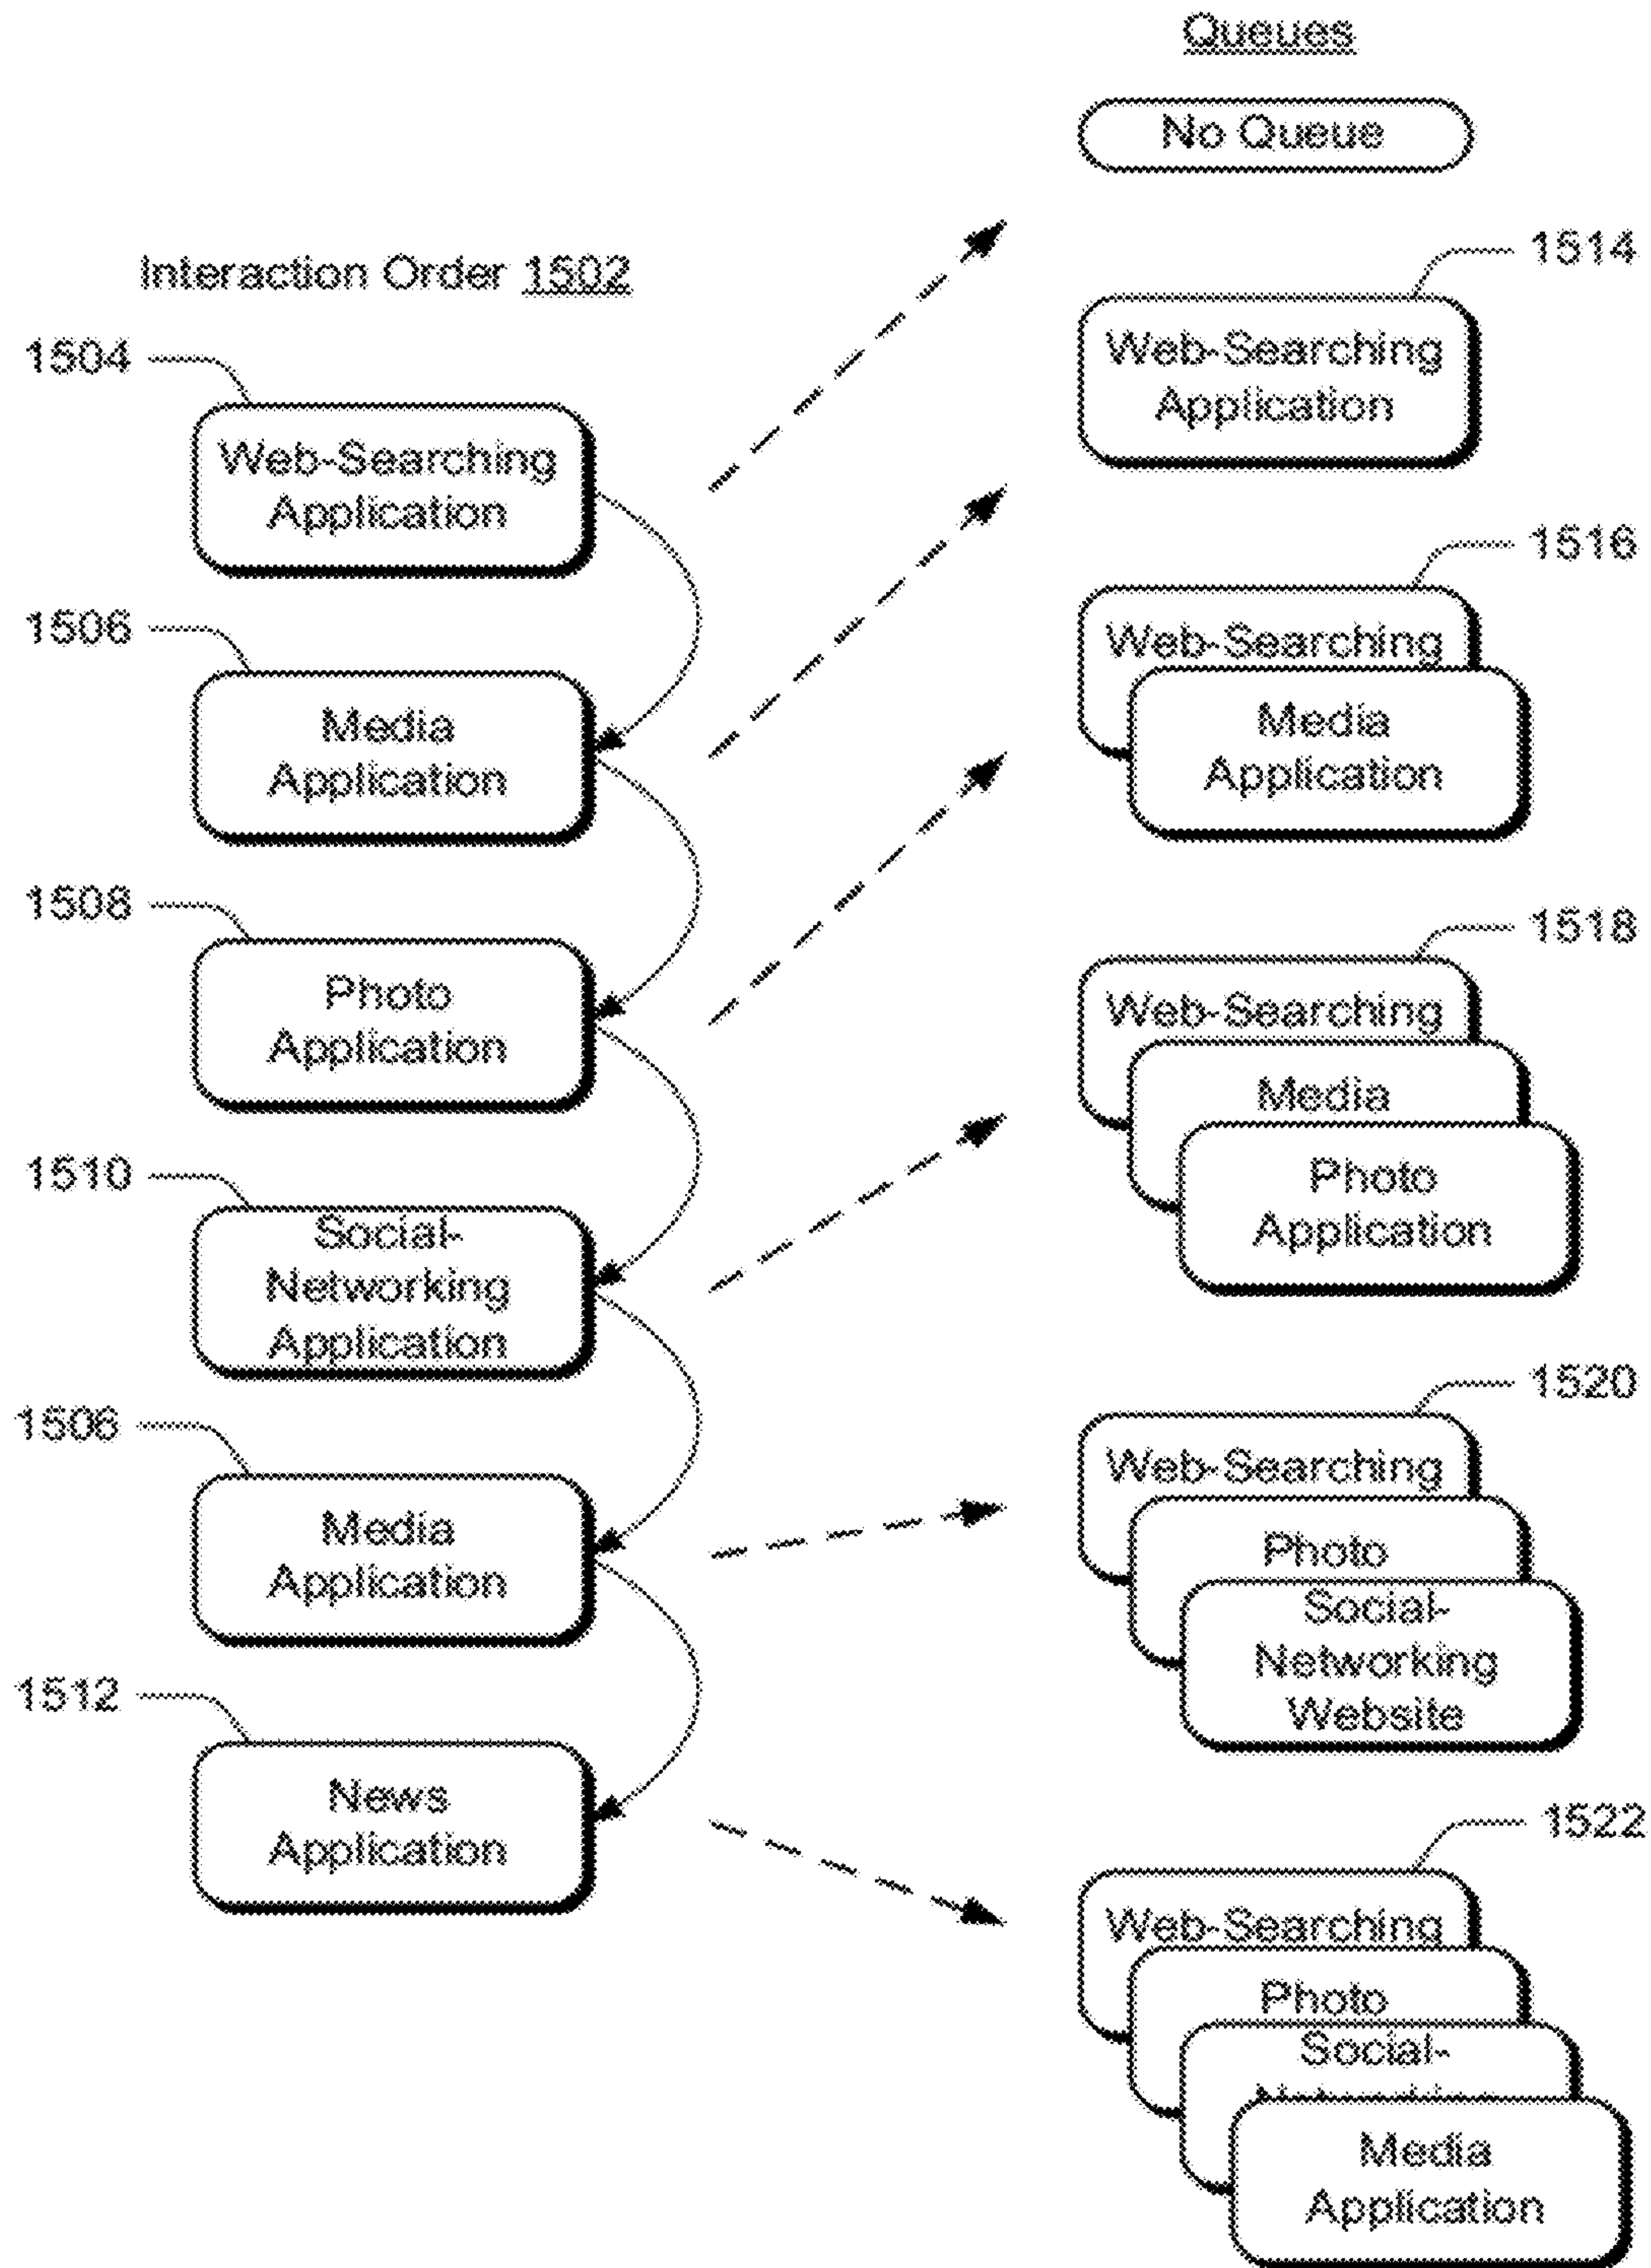 Queues
No Queue
Interaction Order 1502
1504
Web-Searching
Application
1506
Media
Application
1508
Photo
Application
1510
Social-
Networking
Application
1506
Media
Application
1512
News
Application
1514
Web-Searching
Application
1516
Web-Searching
Media
Application
1518
Web-Searching
Media
Photo
Application
1520
Web-Searching
Photo
Social-
Networking
Website
1522
Web-Searching
Photo
Social-
Media
Application